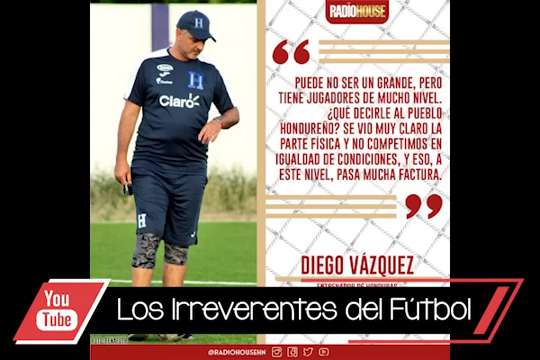 RADIOHOUSE
“
PUEDE NO SER UN GRANDE, PERO
TIENE JUGADORES DE MUCHO NIVEL.
¿QUÉ DECIRLE AL PUEBLO
HONDUREÑO? SE VIO MUY CLARO LA
PARTE FÍSICA Y NO COMPETIMOS EN
IGUALDAD DE CONDICIONES, Y ESO, A
ESTE NIVEL, PASA MUCHA FACTURA.
”
H
Claro
H
DIEGO VÁZQUEZ
ENTRENADOR DE HONDURAS
You
Tube
Los Irreverentes del Fútbol
@RADIOHOUSEHN